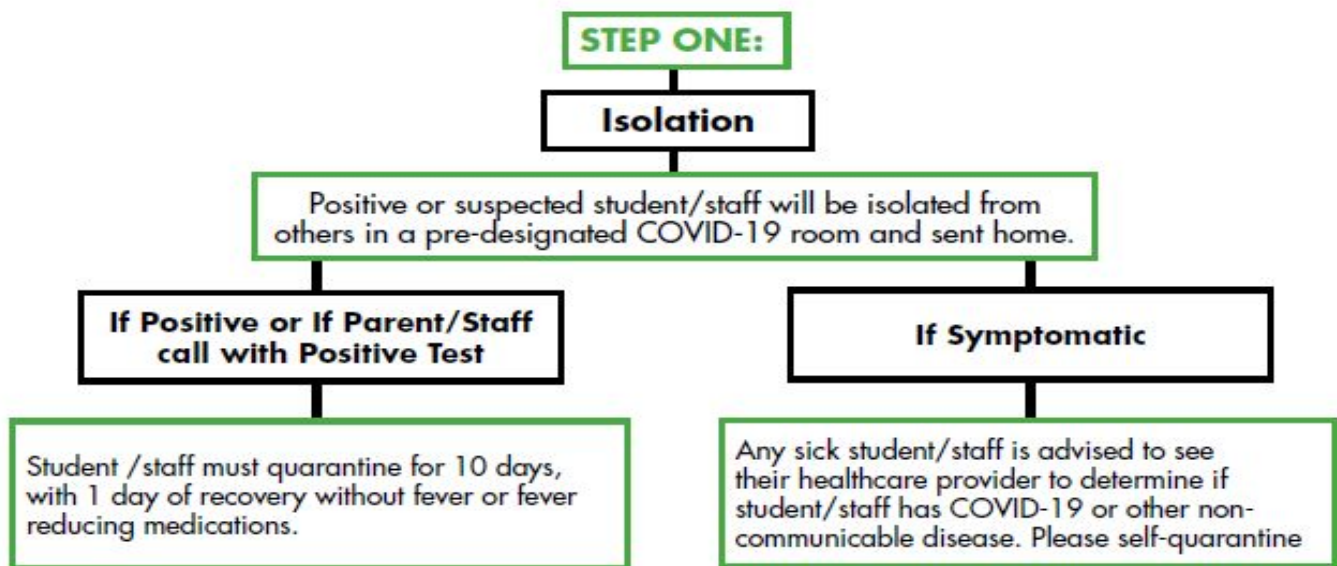 STEP ONE:
Isolation
Positive or suspected student/staff will be isolated from
others in a pre-designated COVID-19 room and sent home.
If Positive or If Parent/Staff
call with Positive Test
Student /staff must quarantine for 10 days,
with 1 day of recovery without fever or fever
reducing medications.
If Symptomatic
Any sick student/staff is advised to see
their healthcare provider to determine if
student/staff has COVID-19 or other non-
communicable disease. Please self-quarantine